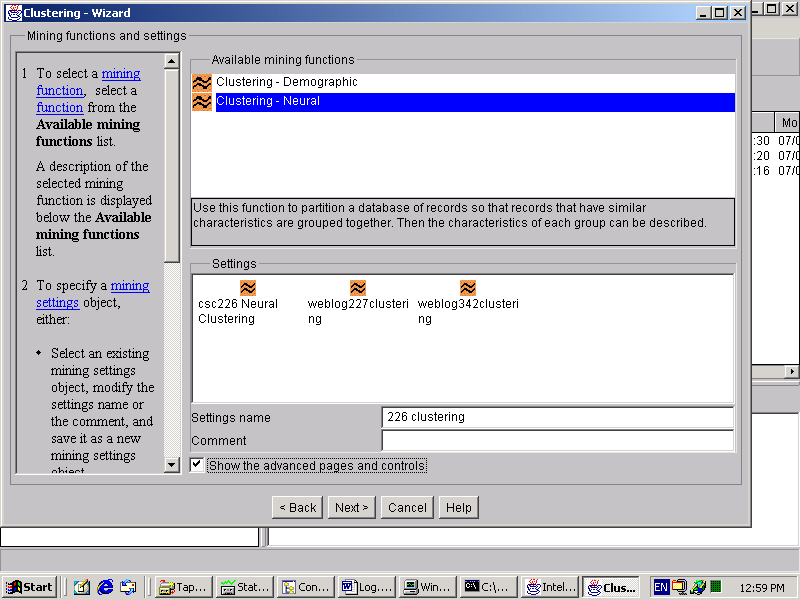 Clustering - Wizard
Mining functions and settings
1 To select a mining
function, select a
function from the
Available mining
functions list.
A description of the
selected mining
function is displayed
below the Available
mining functions
list.
2 To specify a mining
settings object,
either:
• Select an existing
mining settings
object, modify the
settings name or
the comment, and
save it as a new
mining settings
object.
Available mining functions
Clustering - Demographic
Clustering - Neural
Use this function to partition a database of records so that records that have similar
characteristics are grouped together. Then the characteristics of each group can be described.
Settings
csc226 Neural
Clustering
weblog227clusteri
ng
weblog342clusteri
ng
Settings name
226 clustering
Comment
Show the advanced pages and controls
< Back
Next >
Cancel
Help
Mo
:30 07/0
:20 07/0
:16 07/0
Start
Tap...
Stat...
Con...
Log....
Win...
C:\...
Intel...
Clus...
EN
12:59 PM